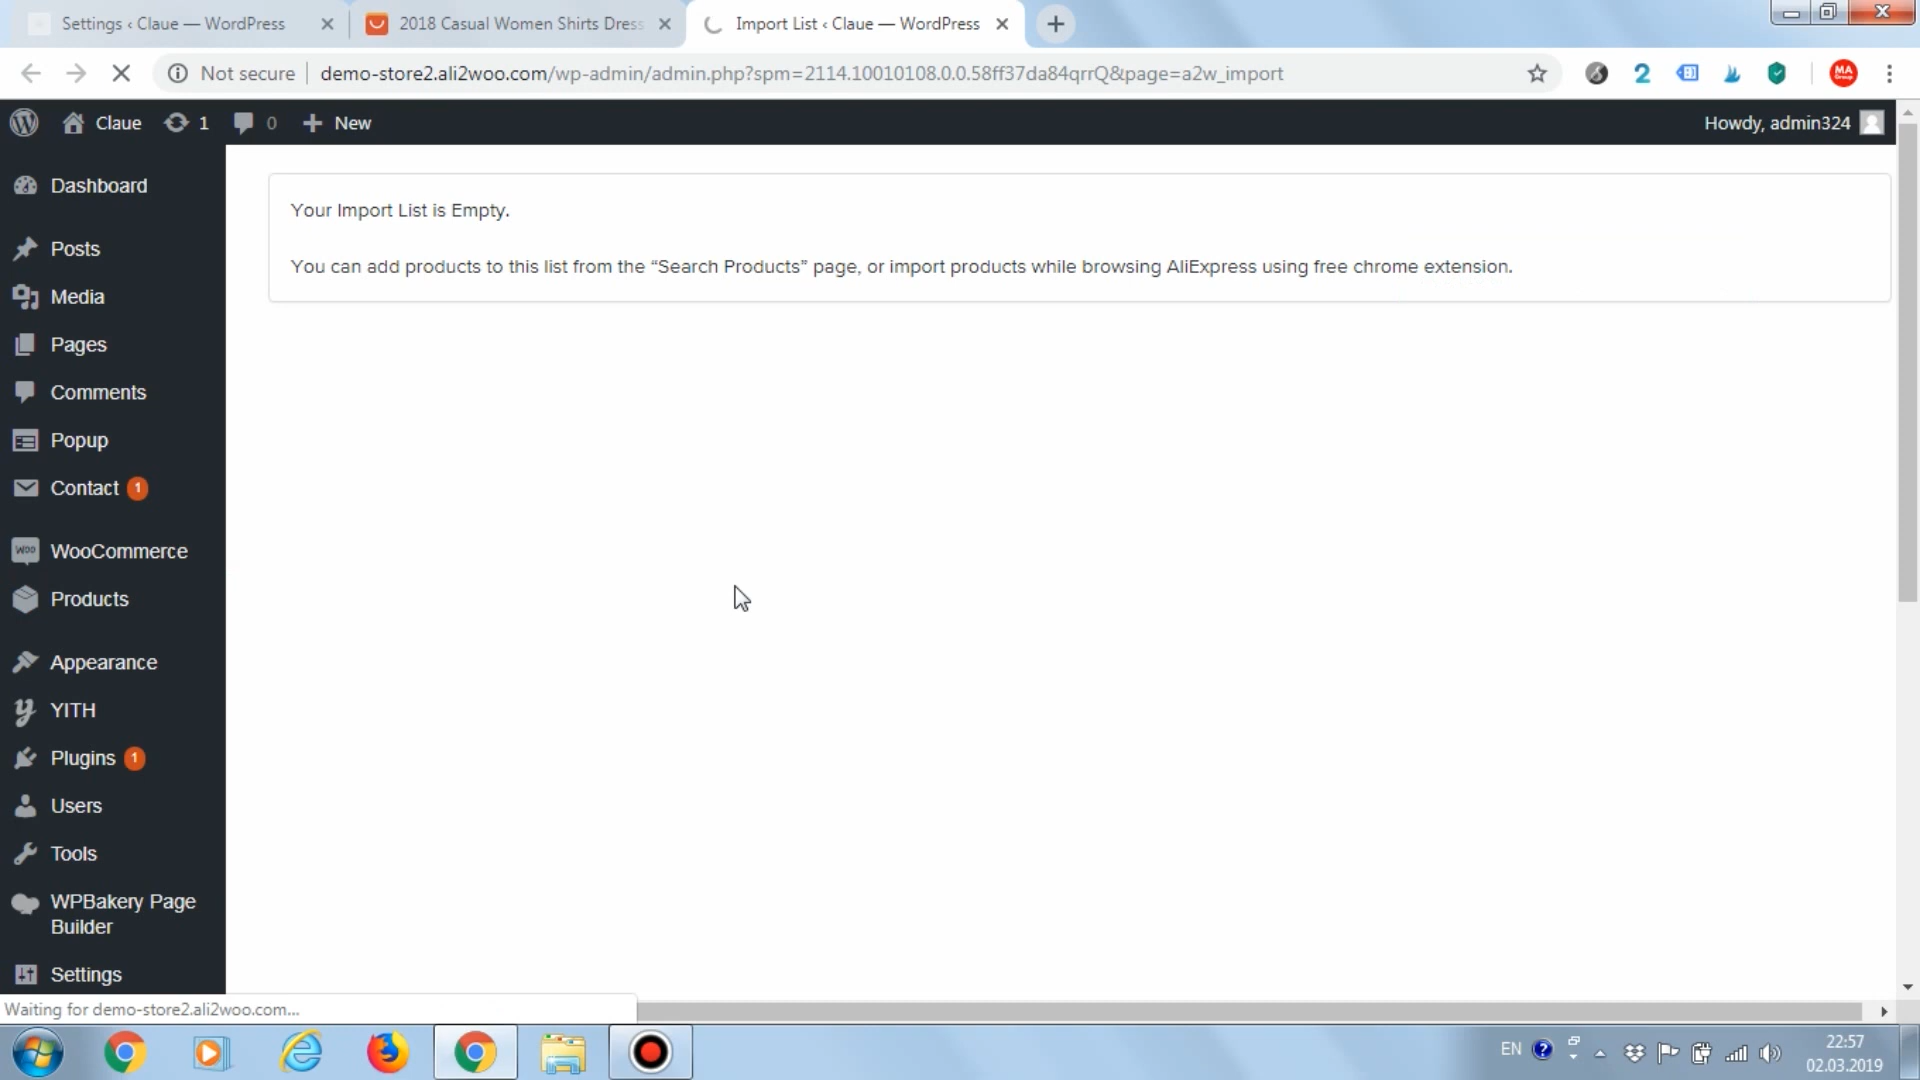 Settings ‹ Claue — WordPress
2018 Casual Women Shirts Dress
Import List ‹ Claue — WordPress
Not secure
demo-store2.ali2woo.com/wp-admin/admin.php?spm=2114.10010108.0.0.58ff37da84qrrQ&page=a2w_import
2
MA
Group
Claue
1
0
New
Howdy, admin324
Dashboard
Your Import List is Empty.
You can add products to this list from the “Search Products” page, or import products while browsing AliExpress using free chrome extension.
Posts
Media
Pages
Comments
Popup
Contact 1
WOO
WooCommerce
Products
Appearance
YITH
Plugins 1
Users
Tools
WPBakery Page
Builder
Settings
Waiting for demo-store2.ali2woo.com...
EN
22:57
02.03.2019